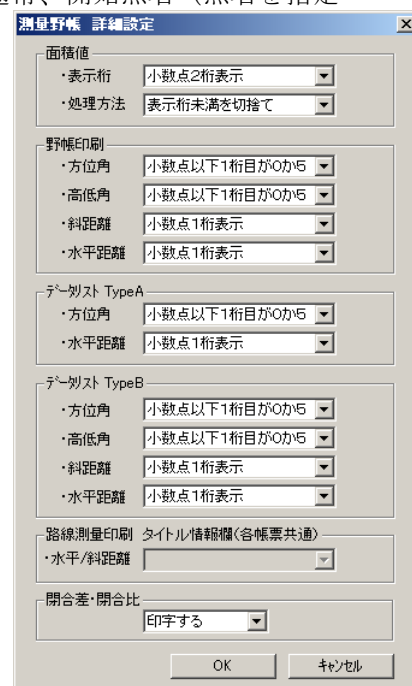 開始点名（点名を指定
測量野帳 詳細設定
面積値
・表示桁 小数点2桁表示
・処理方法 表示桁未満を切捨て
野帳印刷
・方位角 小数点以下1桁目が0か5
・高低角 小数点以下1桁目が0か5
・斜距離 小数点1桁表示
・水平距離 小数点1桁表示
データリスト TypeA
・方位角 小数点以下1桁目が0か5
・水平距離 小数点1桁表示
データリスト TypeB
・方位角 小数点以下1桁目が0か5
・高低角 小数点以下1桁目が0か5
・斜距離 小数点1桁表示
・水平距離 小数点1桁表示
路線測量印刷 タイトル情報欄(各帳票共通)
・水平/斜距離
閉合差・閉合比
印字する
OK キャンセル